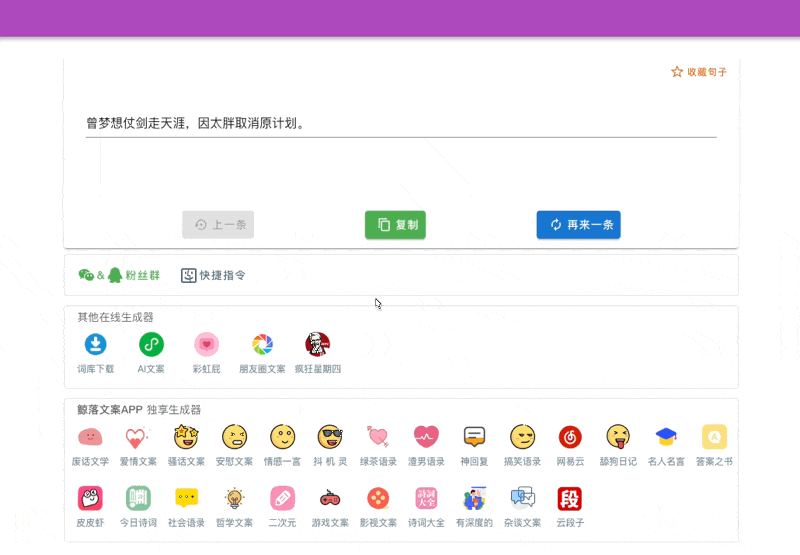 收藏句子
曾梦想仗剑走天涯，因太胖取消原计划。
上一条 复制 再来一条
& 粉丝群 快捷指令
其他在线生成器
词库下载 AI文案 彩虹屁 朋友圈文案 疯狂星期四
鲸落文案APP 独享生成器
废话文学 爱情文案 骚话文案 安慰文案 情感一言 抖 机 灵 绿茶语录 渣男语录 神回复 搞笑语录 网易云 舔狗日记 名人名言 答案之书
诗词大全 段
皮皮虾 今日诗词 社会语录 哲学文案 二次元 游戏文案 影视文案 诗词大全 有深度的 杂谈文案 云段子